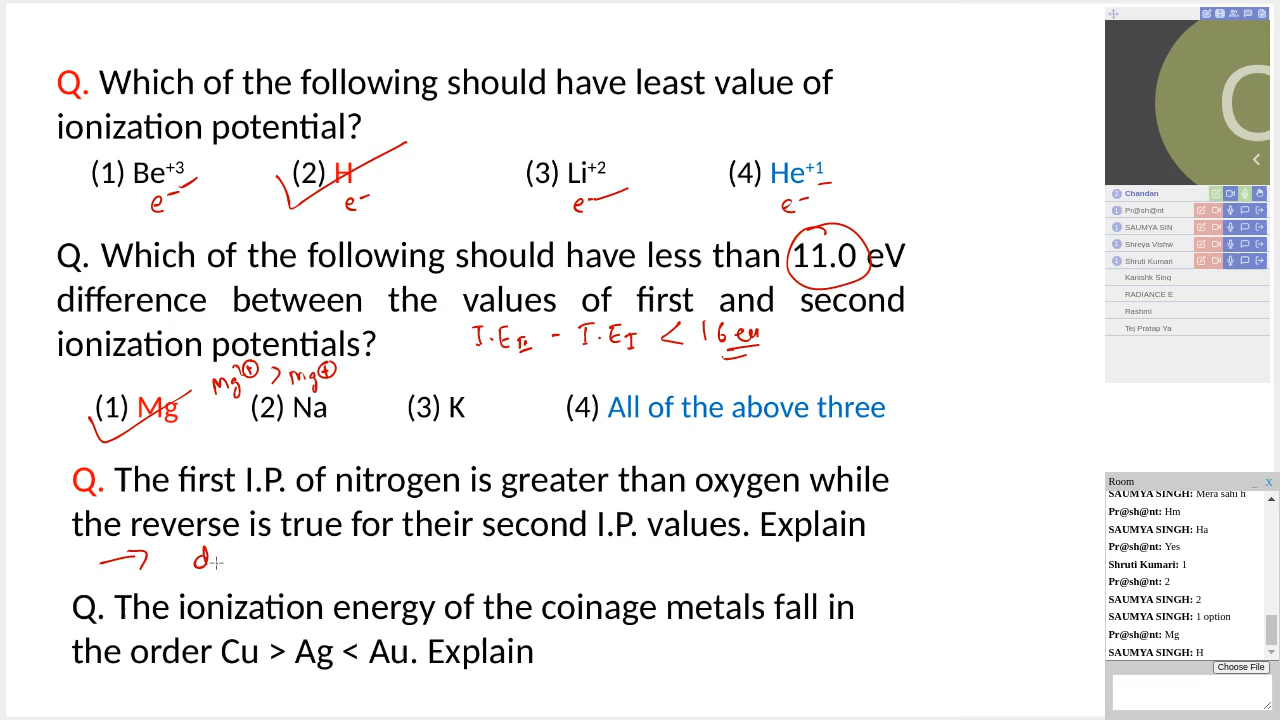 Q. Which of the following should have least value of
ionization potential?
(1) Be+3 (2) H (3) Li+2 (4) He+1
e- e- e- e-
Q. Which of the following should have less than 11.0 eV
difference between the values of first and second
ionization potentials?
I.E II - I.E I < 16 eu
Mg2+ > Mg+
(1) Mg (2) Na (3) K (4) All of the above three
Q. The first I.P. of nitrogen is greater than oxygen while
the reverse is true for their second I.P. values. Explain
→ d
Q. The ionization energy of the coinage metals fall in
the order Cu > Ag < Au. Explain
C
Chandan
Pr@sh@nt
SAUMYA SIN
Shreya Vishw
Shruti Kumari
Kanishk Sing
RADIANCE E
Rashmi
Tej Pratap Ya
Room _ X
SAUMYA SINGH: Mera sahi h
Pr@sh@nt: Hm
SAUMYA SINGH: Ha
Pr@sh@nt: Yes
Shruti Kumari: 1
Pr@sh@nt: 2
SAUMYA SINGH: 2
SAUMYA SINGH: 1 option
Pr@sh@nt: Mg
SAUMYA SINGH: H
Choose File